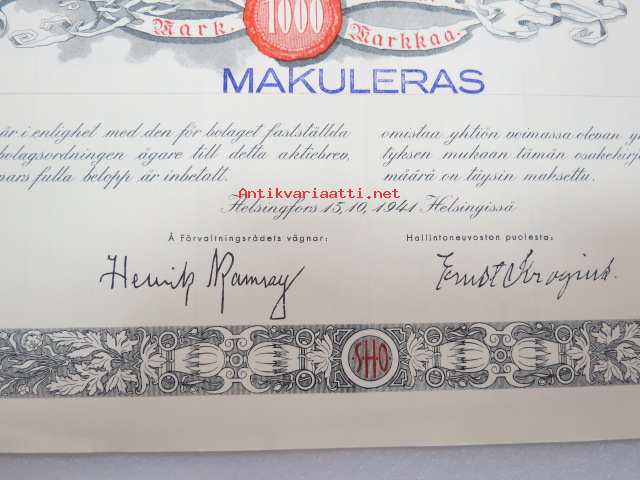 Mark. 1000 Markkaa.
MAKULERAS
är i enlighet med den för bolaget fastställda
bolagsordningen ägare till detta aktiebrev,
vars fulla belopp är inbetalt.
omistaa yhtiön voimassa olevan
tyksen mukaan tämän osakekirj
määrä on täysin maksettu.
Antikvariaatti.net
Helsingfors 15,10, 1941 Helsingissä
Å Förvaltningsrådets vägnar:
Hallintoneuvoston puolesta:
Henrik Ramsay
Ernst Krogius.
SHO